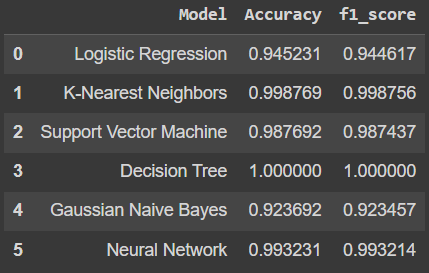 Model Accuracy f1_score
0 Logistic Regression 0.945231 0.944617
1 K-Nearest Neighbors 0.998769 0.998756
2 Support Vector Machine 0.987692 0.987437
3 Decision Tree 1.000000 1.000000
4 Gaussian Naive Bayes 0.923692 0.923457
5 Neural Network 0.993231 0.993214